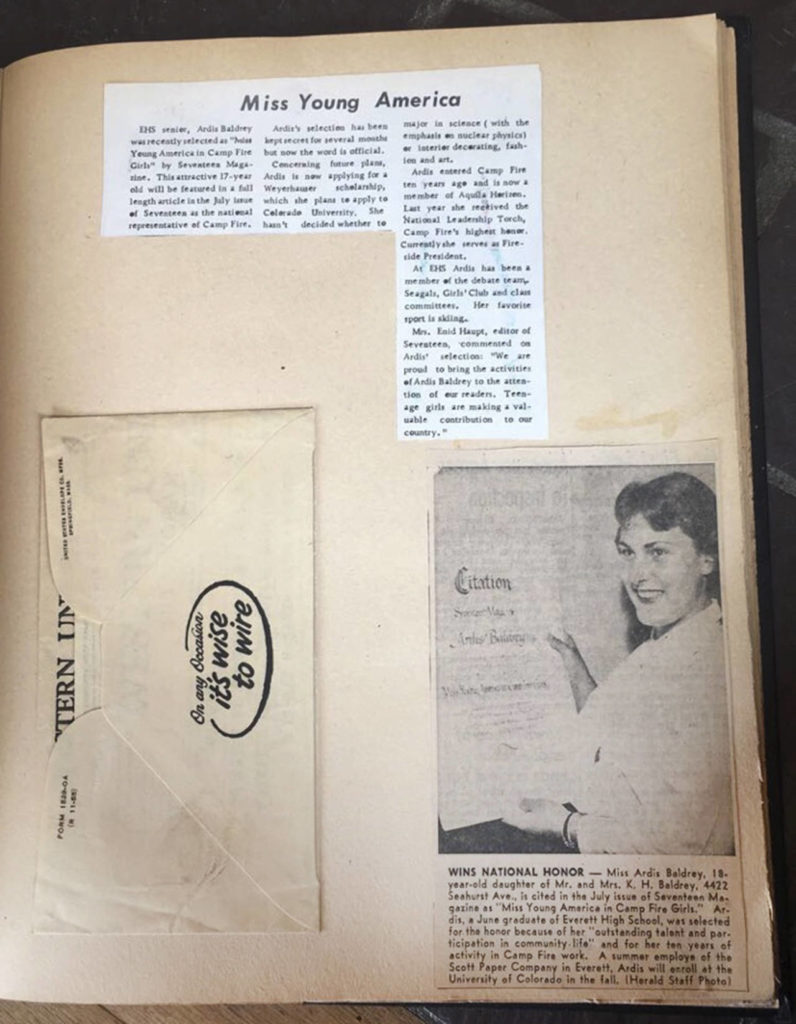 Miss Young America
EHS senior, Ardis Baldrey
was recently selected as "Miss
Young America in Camp Fire
Girls" by Seventeen Maga-
zine. This attractive 17-year
old will be featured in a full
length article in the July issue
of Seventeen as the national
representative of Camp Fire.
Ardis's selection has been
kept secret for several months
but now the word is official.
Concerning future plans,
Ardis is now applying for a
Weyerhauser scholarship,
which she plans to apply to
Colorado University. She
hasn't decided whether to
major in science ( with the
emphasis on nuclear physics)
or interior decorating, fash-
ion and art.
Ardis entered Camp Fire
ten years ago and is now a
member of Aquila Horizon.
Last year she received the
National Leadership Torch,
Camp Fire's highest honor.
Currently she serves as Fire-
side President.
At EHS Ardis has been a
member of the debate team,
Seagals, Girls' Club and class
committees. Her favorite
sport is skiing.
Mrs. Enid Haupt, editor of
Seventeen, commented on
Ardis' selection: "We are
proud to bring the activities
of Ardis Baldrey to the atten-
tion of our readers. Teen-
age girls are making a val-
uable contribution to our
country."
UNITED STATES ENVELOPE CO.
SPRINGFIELD, MASS.
TERN UN
FORM 1829-OA
On any Occasion
it's wise
to wire
Citation
Ardis Baldrey
WINS NATIONAL HONOR — Miss Ardis Baldrey, 18-
year-old daughter of Mr. and Mrs. K. H. Baldrey, 4422
Seahurst Ave., is cited in the July issue of Seventeen Ma-
gazine as "Miss Young America in Camp Fire Girls." Ar-
dis, a June graduate of Everett High School, was selected
for the honor because of her "outstanding talent and par-
ticipation in community life" and for her ten years of
activity in Camp Fire work. A summer employe of the
Scott Paper Company in Everett, Ardis will enroll at the
University of Colorado in the fall. (Herald Staff Photo)